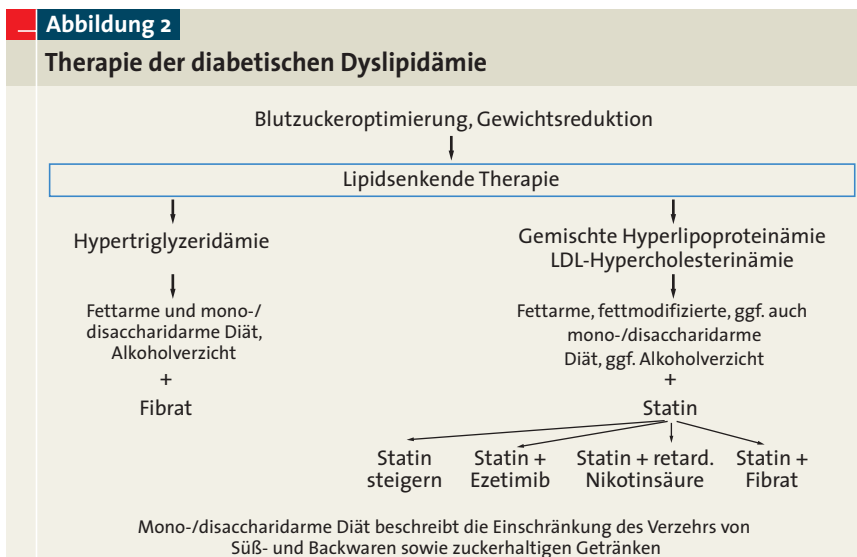 Abbildung 2
Therapie der diabetischen Dyslipidämie
Blutzuckeroptimierung, Gewichtsreduktion
Lipidsenkende Therapie
Hypertriglyzeridämie
Fettarme und mono-/
disaccharidarme Diät,
Alkoholverzicht
+
Fibrat
Gemischte Hyperlipoproteinämie
LDL-Hypercholesterinämie
Fettarme, fettmodifizierte, ggf. auch
mono-/disaccharidarme
Diät, ggf. Alkoholverzicht
+
Statin
Statin
steigern
Statin +
Ezetimib
Statin + retard.
Nikotinsäure
Statin +
Fibrat
Mono-/disaccharidarme Diät beschreibt die Einschränkung des Verzehrs von
Süß- und Backwaren sowie zuckerhaltigen Getränken